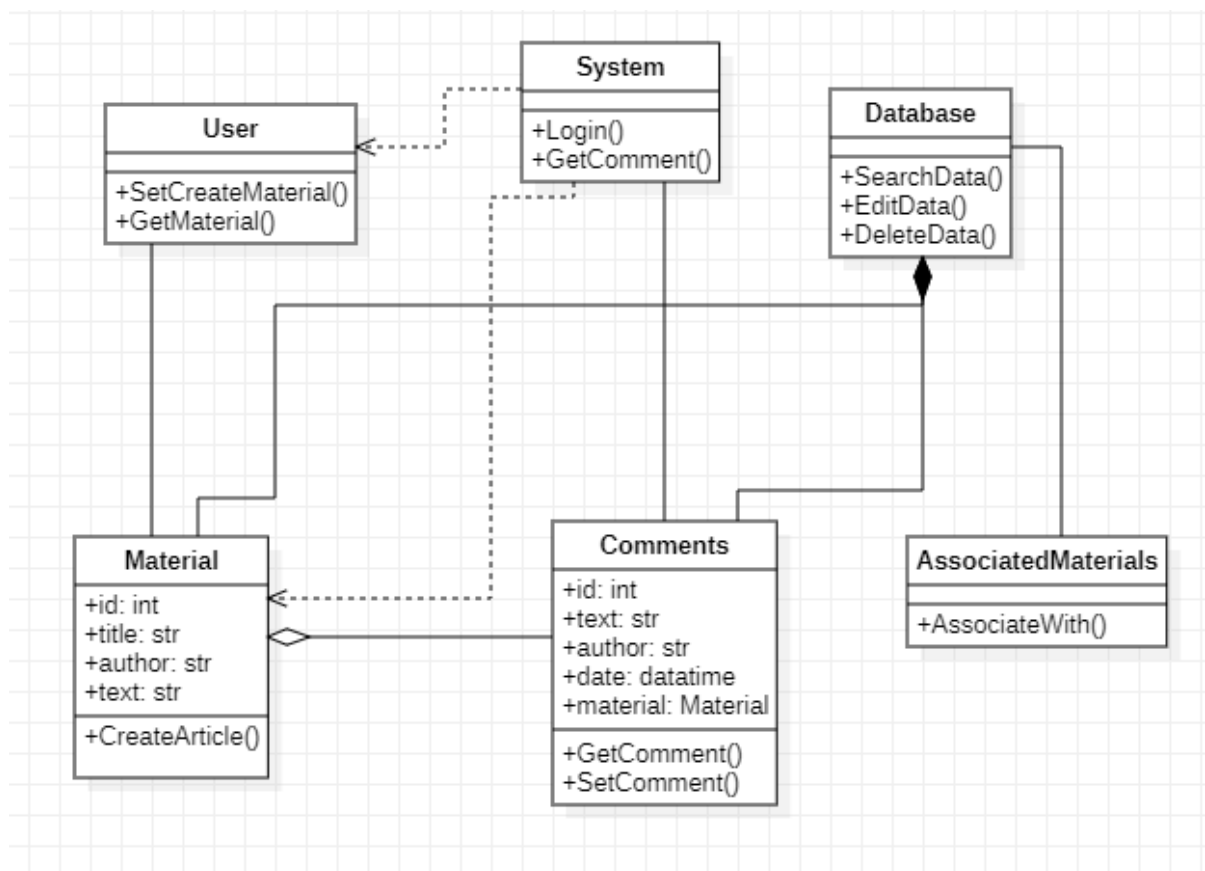 System
+Login()
+GetComment()
User
+SetCreateMaterial()
+GetMaterial()
Database
+SearchData()
+EditData()
+DeleteData()
Material
+id: int
+title: str
+author: str
+text: str
+CreateArticle()
Comments
+id: int
+text: str
+author: str
+date: datatime
+material: Material
+GetComment()
+SetComment()
AssociatedMaterials
+AssociateWith()